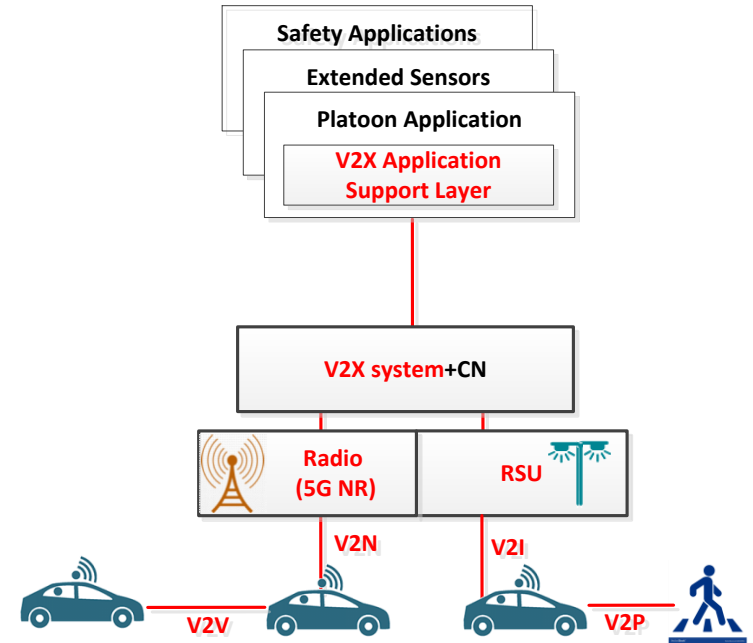 Safety Applications
Extended Sensors
Platoon Application
V2X Application
Support Layer
V2X system+CN
Radio
(5G NR)
RSU
V2N
V2I
V2V
V2P